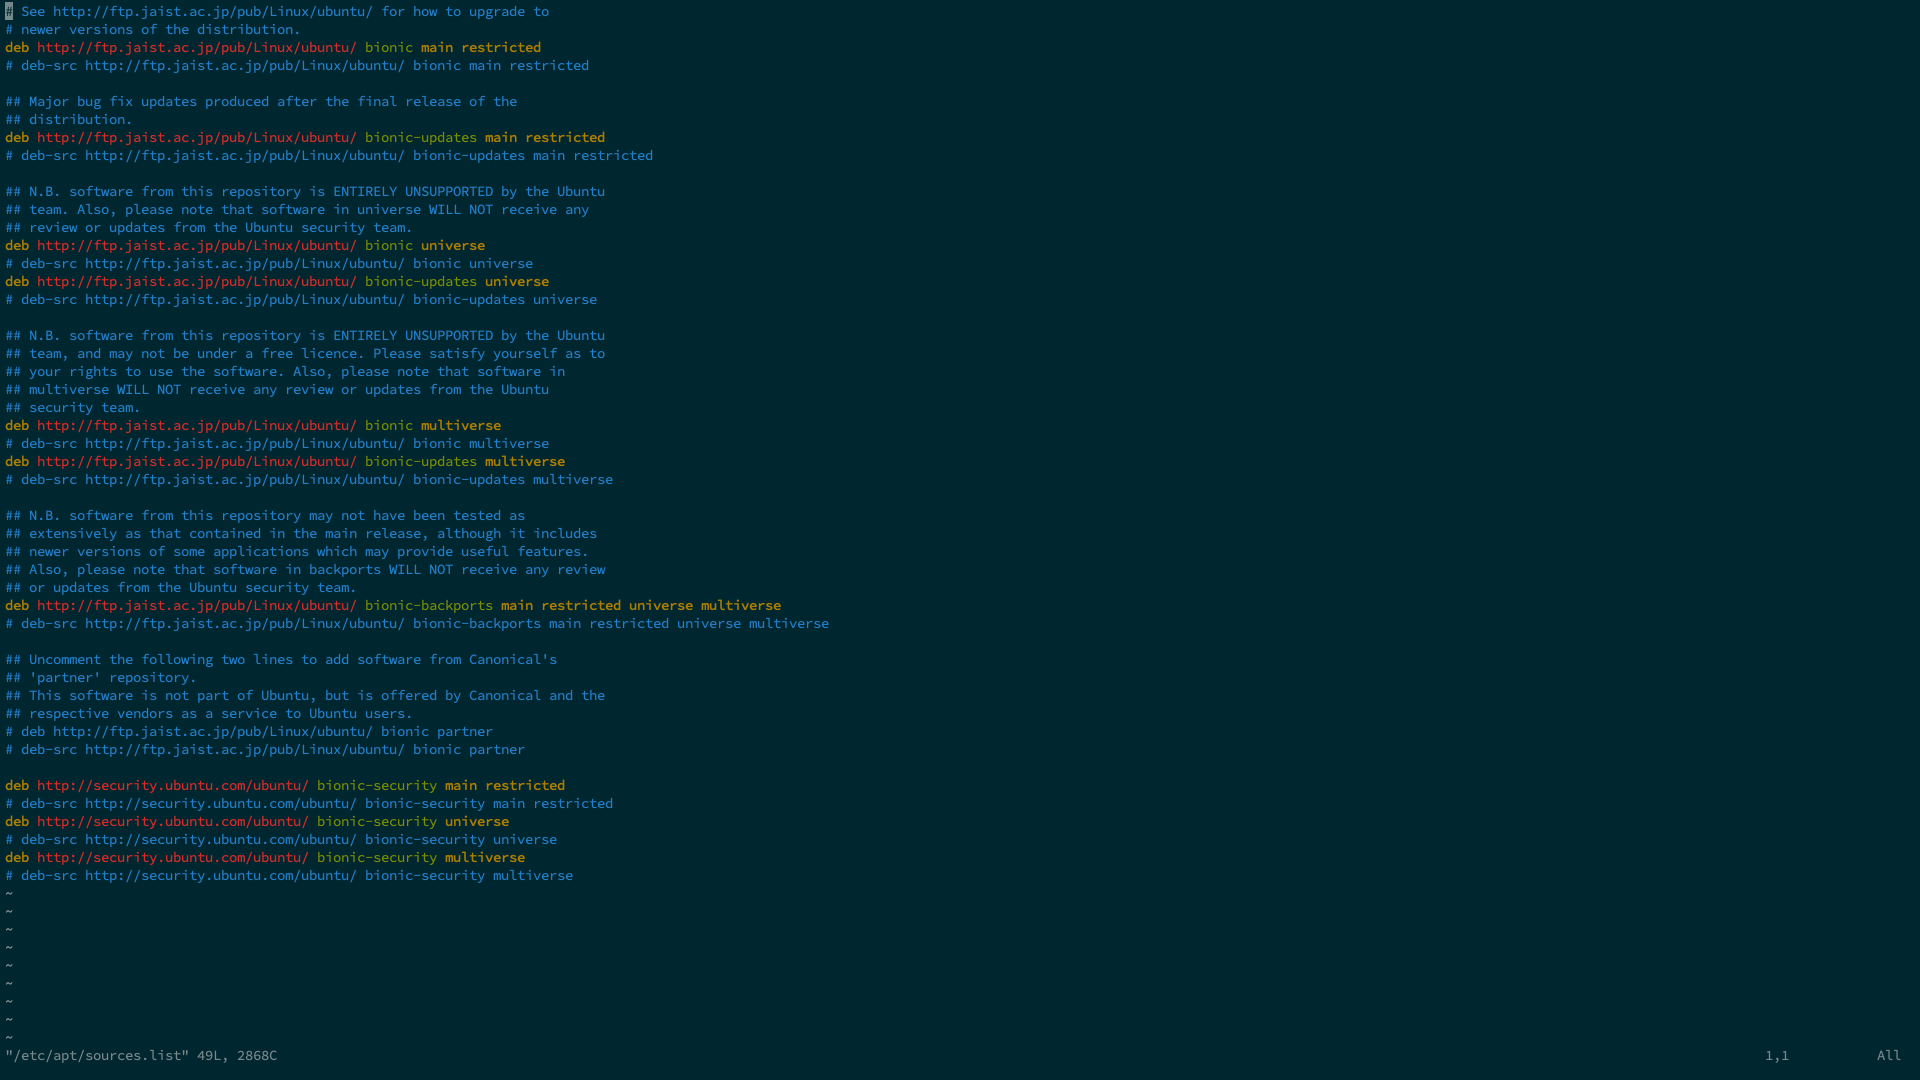 # See http://ftp.jaist.ac.jp/pub/Linux/ubuntu/ for how to upgrade to
# newer versions of the distribution.
deb http://ftp.jaist.ac.jp/pub/Linux/ubuntu/ bionic main restricted
# deb-src http://ftp.jaist.ac.jp/pub/Linux/ubuntu/ bionic main restricted

## Major bug fix updates produced after the final release of the
## distribution.
deb http://ftp.jaist.ac.jp/pub/Linux/ubuntu/ bionic-updates main restricted
# deb-src http://ftp.jaist.ac.jp/pub/Linux/ubuntu/ bionic-updates main restricted

## N.B. software from this repository is ENTIRELY UNSUPPORTED by the Ubuntu
## team. Also, please note that software in universe WILL NOT receive any
## review or updates from the Ubuntu security team.
deb http://ftp.jaist.ac.jp/pub/Linux/ubuntu/ bionic universe
# deb-src http://ftp.jaist.ac.jp/pub/Linux/ubuntu/ bionic universe
deb http://ftp.jaist.ac.jp/pub/Linux/ubuntu/ bionic-updates universe
# deb-src http://ftp.jaist.ac.jp/pub/Linux/ubuntu/ bionic-updates universe

## N.B. software from this repository is ENTIRELY UNSUPPORTED by the Ubuntu
## team, and may not be under a free licence. Please satisfy yourself as to
## your rights to use the software. Also, please note that software in
## multiverse WILL NOT receive any review or updates from the Ubuntu
## security team.
deb http://ftp.jaist.ac.jp/pub/Linux/ubuntu/ bionic multiverse
# deb-src http://ftp.jaist.ac.jp/pub/Linux/ubuntu/ bionic multiverse
deb http://ftp.jaist.ac.jp/pub/Linux/ubuntu/ bionic-updates multiverse
# deb-src http://ftp.jaist.ac.jp/pub/Linux/ubuntu/ bionic-updates multiverse

## N.B. software from this repository may not have been tested as
## extensively as that contained in the main release, although it includes
## newer versions of some applications which may provide useful features.
## Also, please note that software in backports WILL NOT receive any review
## or updates from the Ubuntu security team.
deb http://ftp.jaist.ac.jp/pub/Linux/ubuntu/ bionic-backports main restricted universe multiverse
# deb-src http://ftp.jaist.ac.jp/pub/Linux/ubuntu/ bionic-backports main restricted universe multiverse

## Uncomment the following two lines to add software from Canonical's
## 'partner' repository.
## This software is not part of Ubuntu, but is offered by Canonical and the
## respective vendors as a service to Ubuntu users.
# deb http://ftp.jaist.ac.jp/pub/Linux/ubuntu/ bionic partner
# deb-src http://ftp.jaist.ac.jp/pub/Linux/ubuntu/ bionic partner

deb http://security.ubuntu.com/ubuntu/ bionic-security main restricted
# deb-src http://security.ubuntu.com/ubuntu/ bionic-security main restricted
deb http://security.ubuntu.com/ubuntu/ bionic-security universe
# deb-src http://security.ubuntu.com/ubuntu/ bionic-security universe
deb http://security.ubuntu.com/ubuntu/ bionic-security multiverse
# deb-src http://security.ubuntu.com/ubuntu/ bionic-security multiverse
~
~
~
~
~
~
~
~
~
"/etc/apt/sources.list" 49L, 2868C 1,1 All